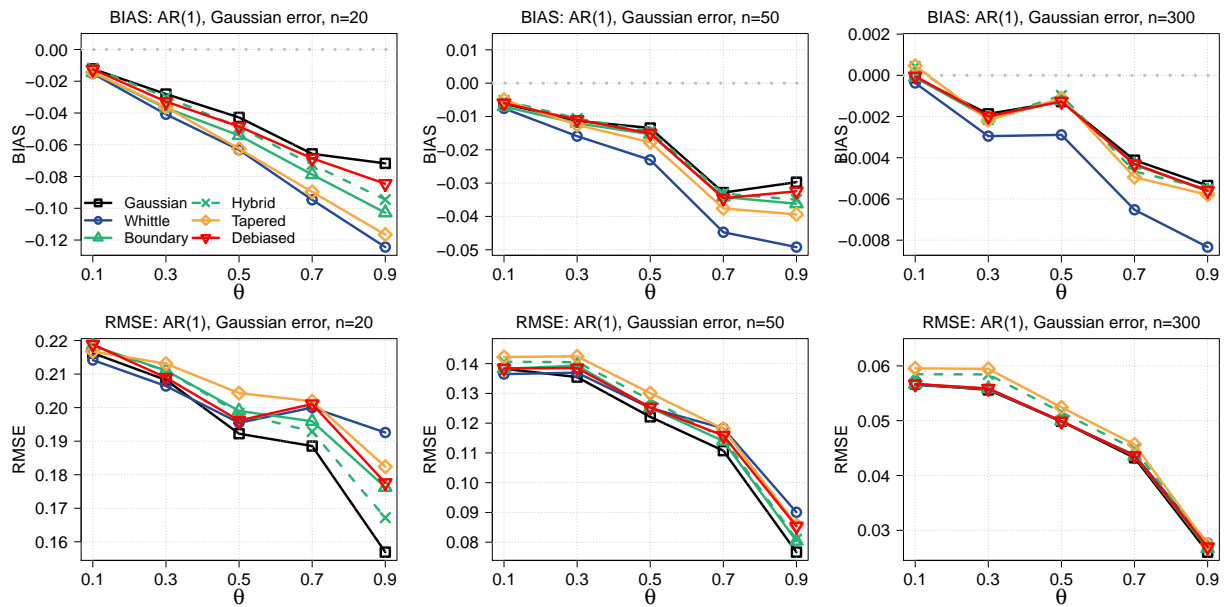 BIAS: AR(1), Gaussian error, n=20
BIAS
0.00
−0.02
−0.04
−0.06
−0.08
−0.10
−0.12
Gaussian
Whittle
Boundary
Hybrid
Tapered
Debiased
0.1 0.3 0.5 0.7 0.9
θ
BIAS: AR(1), Gaussian error, n=50
BIAS
0.01
0.00
−0.01
−0.02
−0.03
−0.04
−0.05
0.1 0.3 0.5 0.7 0.9
θ
BIAS: AR(1), Gaussian error, n=300
BIAS
0.002
0.000
−0.002
−0.004
−0.006
−0.008
0.1 0.3 0.5 0.7 0.9
θ
RMSE: AR(1), Gaussian error, n=20
RMSE
0.22
0.21
0.20
0.19
0.18
0.17
0.16
0.1 0.3 0.5 0.7 0.9
θ
RMSE: AR(1), Gaussian error, n=50
RMSE
0.14
0.13
0.12
0.11
0.10
0.09
0.08
0.1 0.3 0.5 0.7 0.9
θ
RMSE: AR(1), Gaussian error, n=300
RMSE
0.06
0.05
0.04
0.03
0.1 0.3 0.5 0.7 0.9
θ